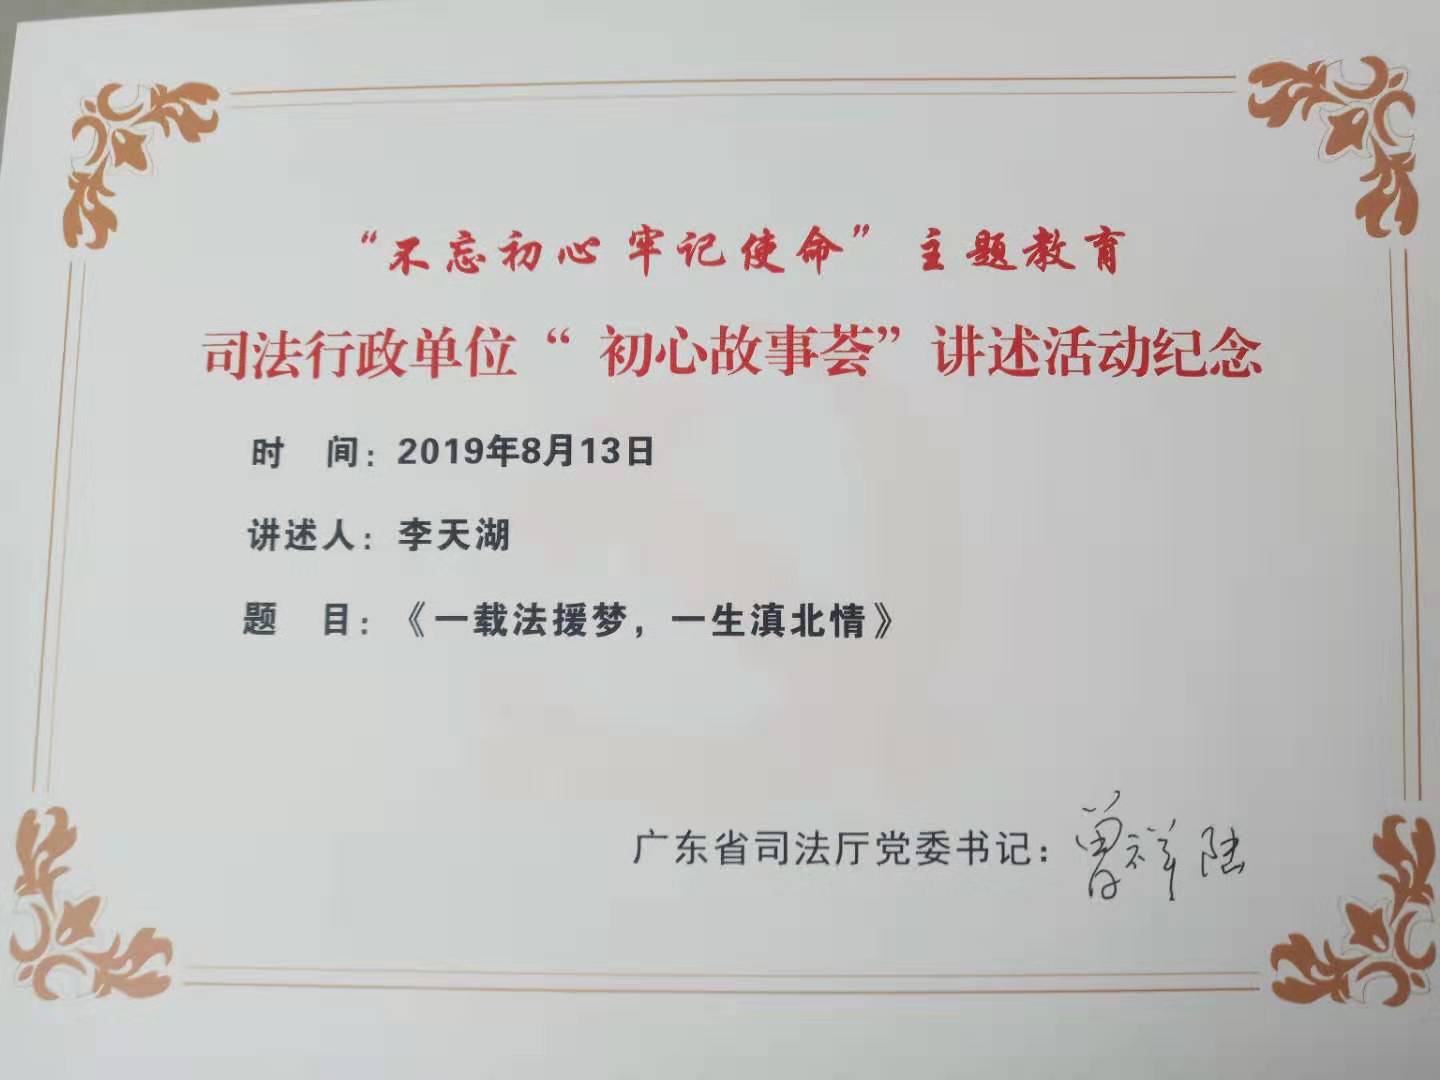 “不忘初心 牢记使命”主题教育
司法行政单位“初心故事荟”讲述活动纪念
时 间：2019年8月13日
讲述人：李天湖
题 目：《一载法援梦，一生滇北情》
广东省司法厅党委书记：曾祥陆